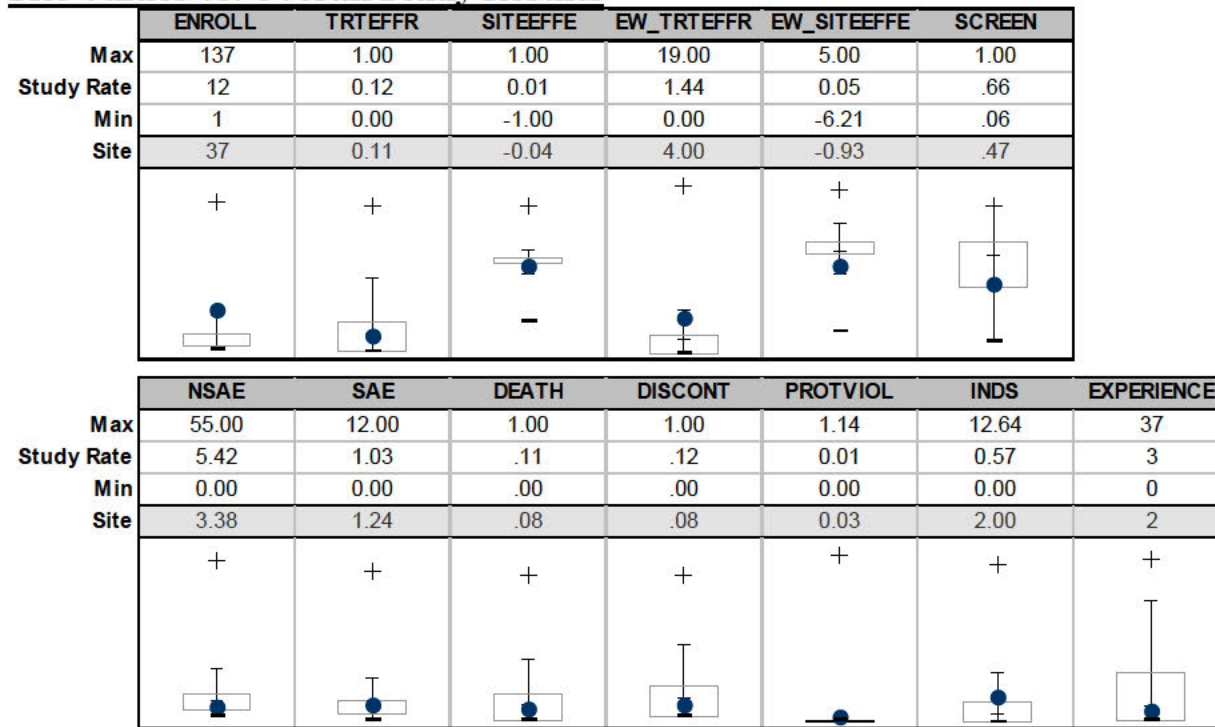 ENROLL TRTEFFR SITEEFFE EW_TRTEFFR EW_SITEEFFE SCREEN
Max 137 1.00 1.00 19.00 5.00 1.00
Study Rate 12 0.12 0.01 1.44 0.05 .66
Min 1 0.00 -1.00 0.00 -6.21 .06
Site 37 0.11 -0.04 4.00 -0.93 .47
NSAE SAE DEATH DISCONT PROTVIOL INDS EXPERIENCE
Max 55.00 12.00 1.00 1.00 1.14 12.64 37
Study Rate 5.42 1.03 .11 .12 0.01 0.57 3
Min 0.00 0.00 .00 .00 0.00 0.00 0
Site 3.38 1.24 .08 .08 0.03 2.00 2